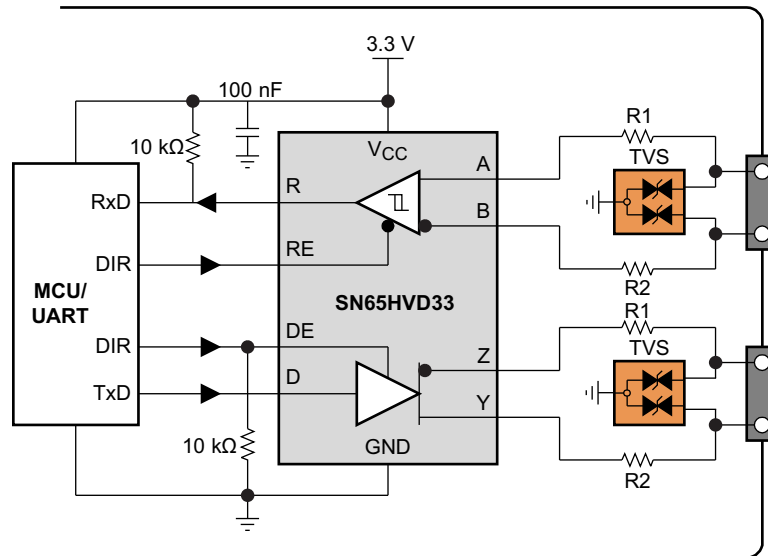 3.3 V
100 nF
10 kΩ
V_CC
R1
TVS
A
R
RxD
B
DIR
RE
R2
MCU/
UART
SN65HVD33
R1
TVS
DIR
DE
Z
TxD
D
Y
10 kΩ
GND
R2